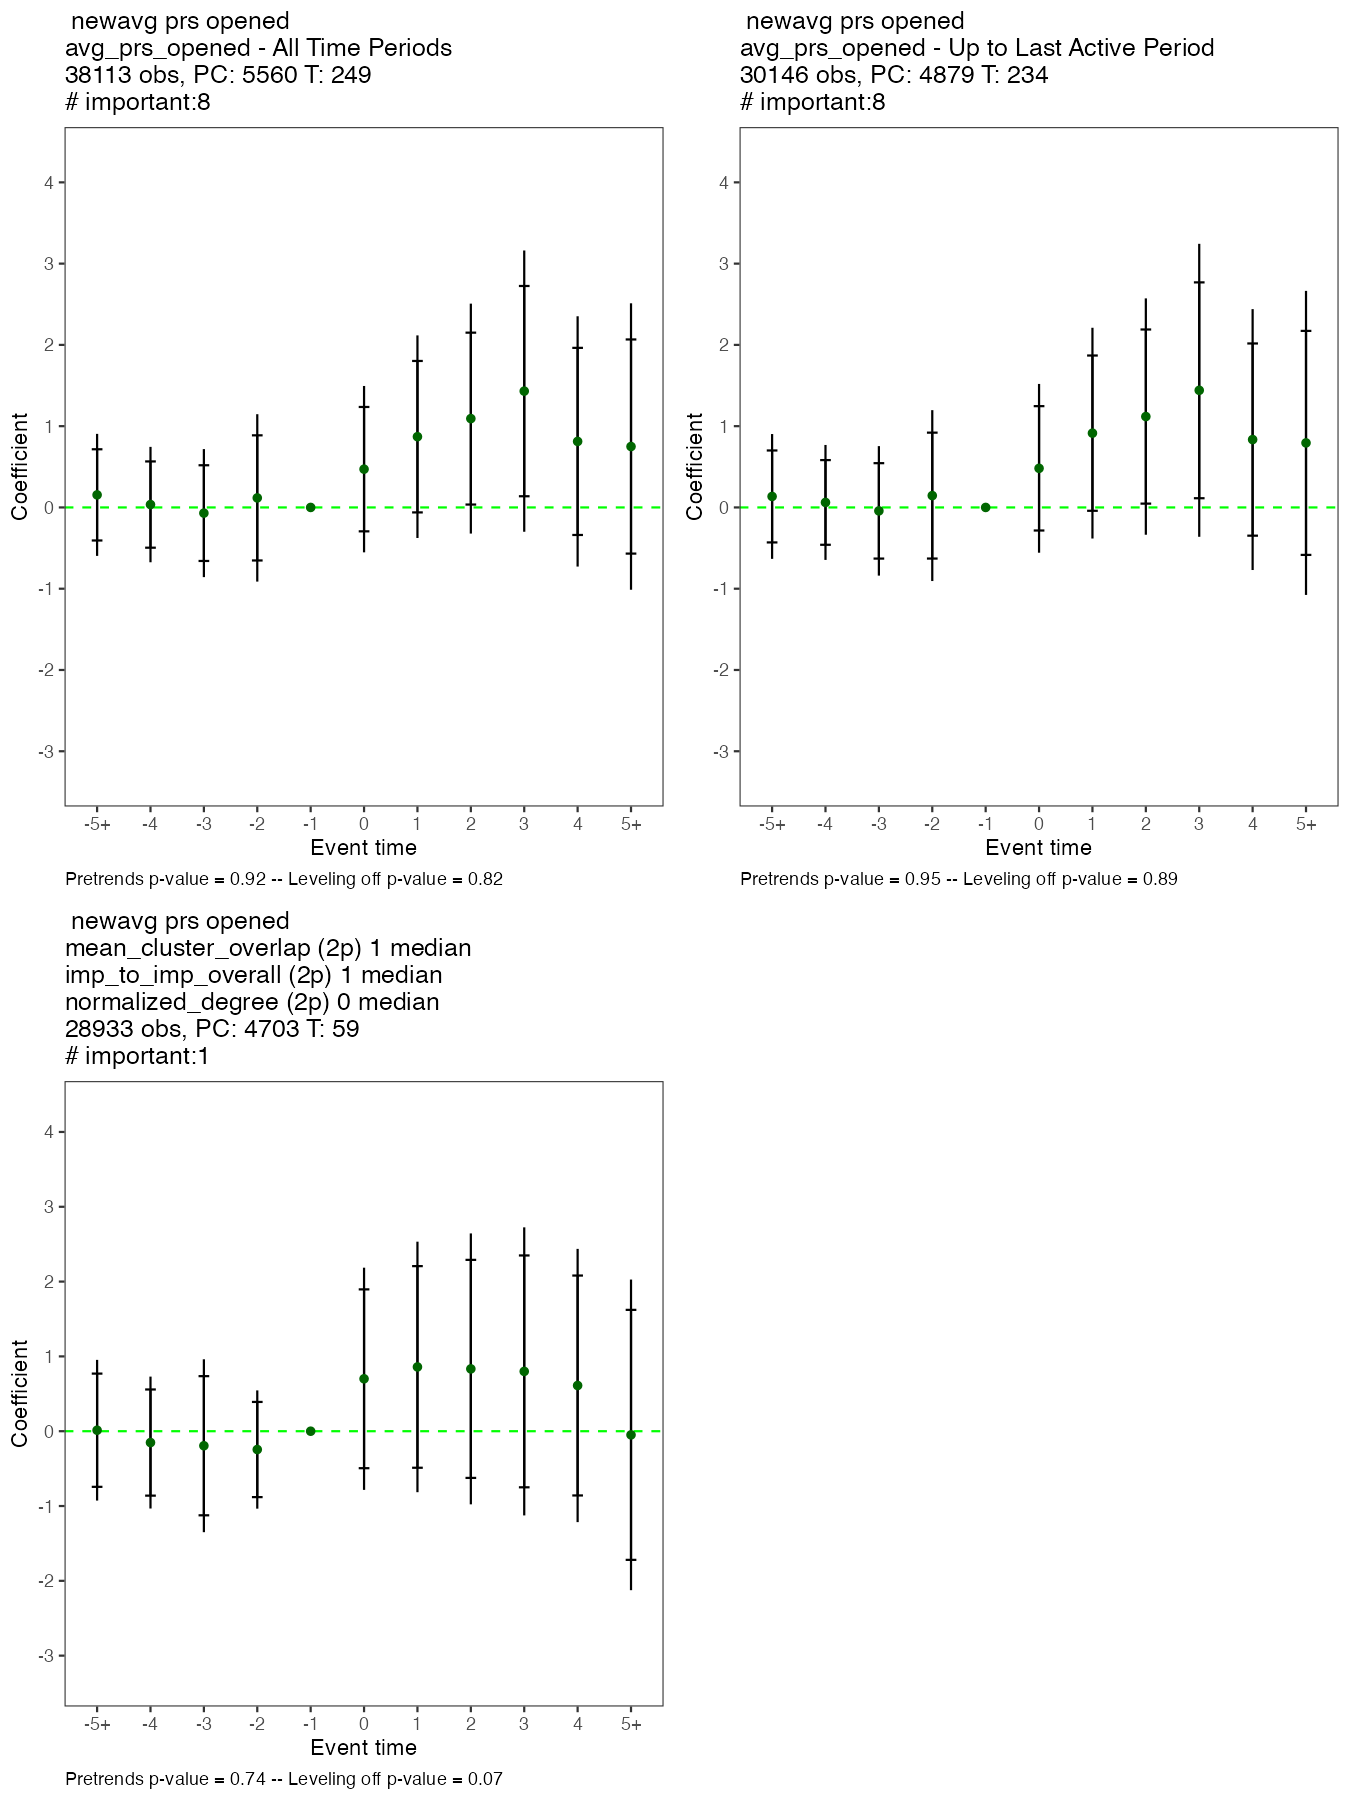 newavg prs opened
avg_prs_opened - All Time Periods
38113 obs, PC: 5560 T: 249
# important:8
4
3
2
1
0
-1
-2
-3
Coefficient
-5+ -4 -3 -2 -1 0 1 2 3 4 5+
Event time
Pretrends p-value = 0.92 -- Leveling off p-value = 0.82
newavg prs opened
avg_prs_opened - Up to Last Active Period
30146 obs, PC: 4879 T: 234
# important:8
4
3
2
1
0
-1
-2
-3
Coefficient
-5+ -4 -3 -2 -1 0 1 2 3 4 5+
Event time
Pretrends p-value = 0.95 -- Leveling off p-value = 0.89
newavg prs opened
mean_cluster_overlap (2p) 1 median
imp_to_imp_overall (2p) 1 median
normalized_degree (2p) 0 median
28933 obs, PC: 4703 T: 59
# important:1
4
3
2
1
0
-1
-2
-3
Coefficient
-5+ -4 -3 -2 -1 0 1 2 3 4 5+
Event time
Pretrends p-value = 0.74 -- Leveling off p-value = 0.07